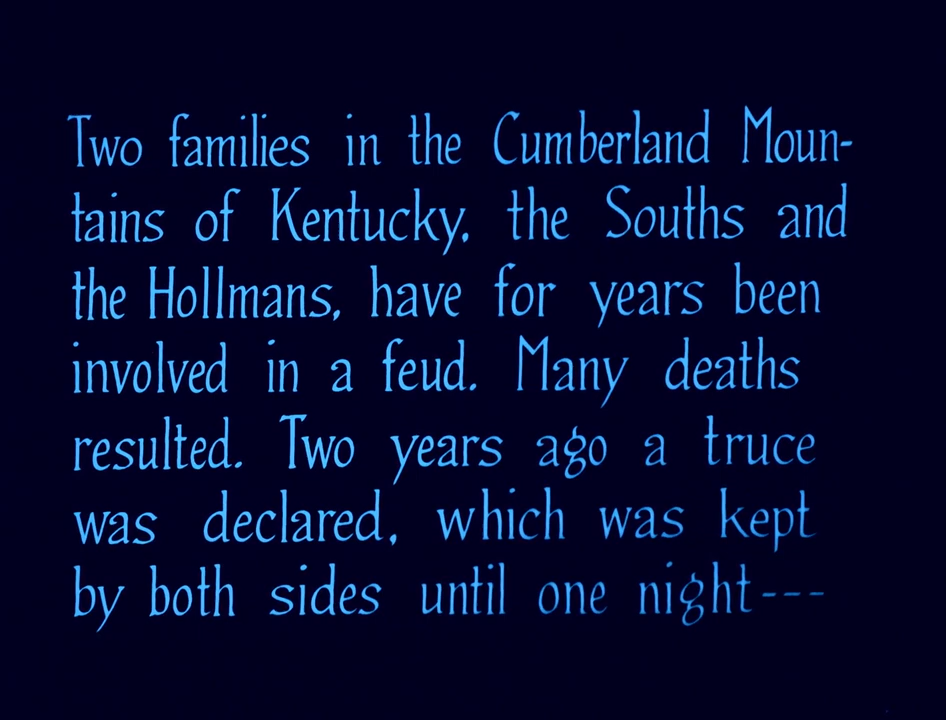 Two families in the Cumberland Moun-
tains of Kentucky, the Souths and
the Hollmans, have for years been
involved in a feud. Many deaths
resulted. Two years ago a truce
was declared, which was kept
by both sides until one night---